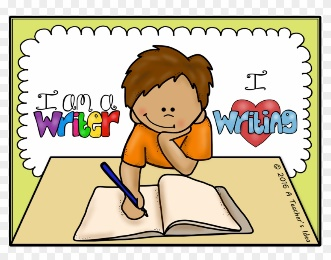 I am a
Writer
I
Writing
© 2016 A Teacher's Idea